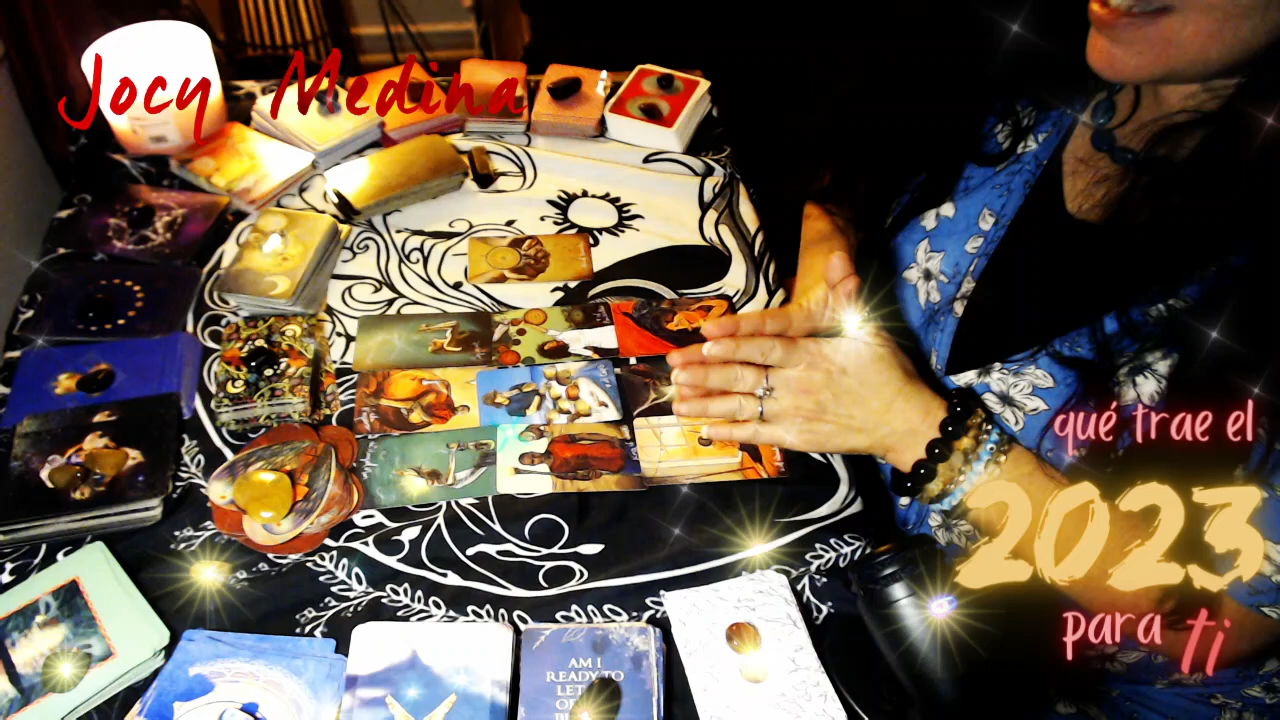 Jocy Medina
qué trae el
2023
para ti
AM I
READY TO
LET